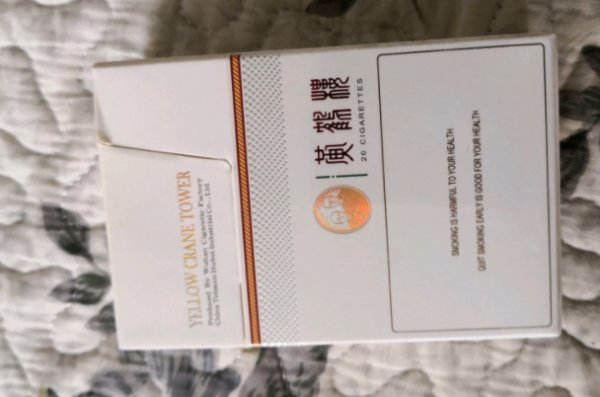 YELLOW CRANE TOWER
Produced By Wuhan Cigarette Factory
China Tobacco Hubei Industrial Co., Ltd
黄鹤楼
20 CIGARETTES
SMOKING IS HARMFUL TO YOUR HEALTH
QUIT SMOKING EARLY IS GOOD FOR YOUR HEALTH